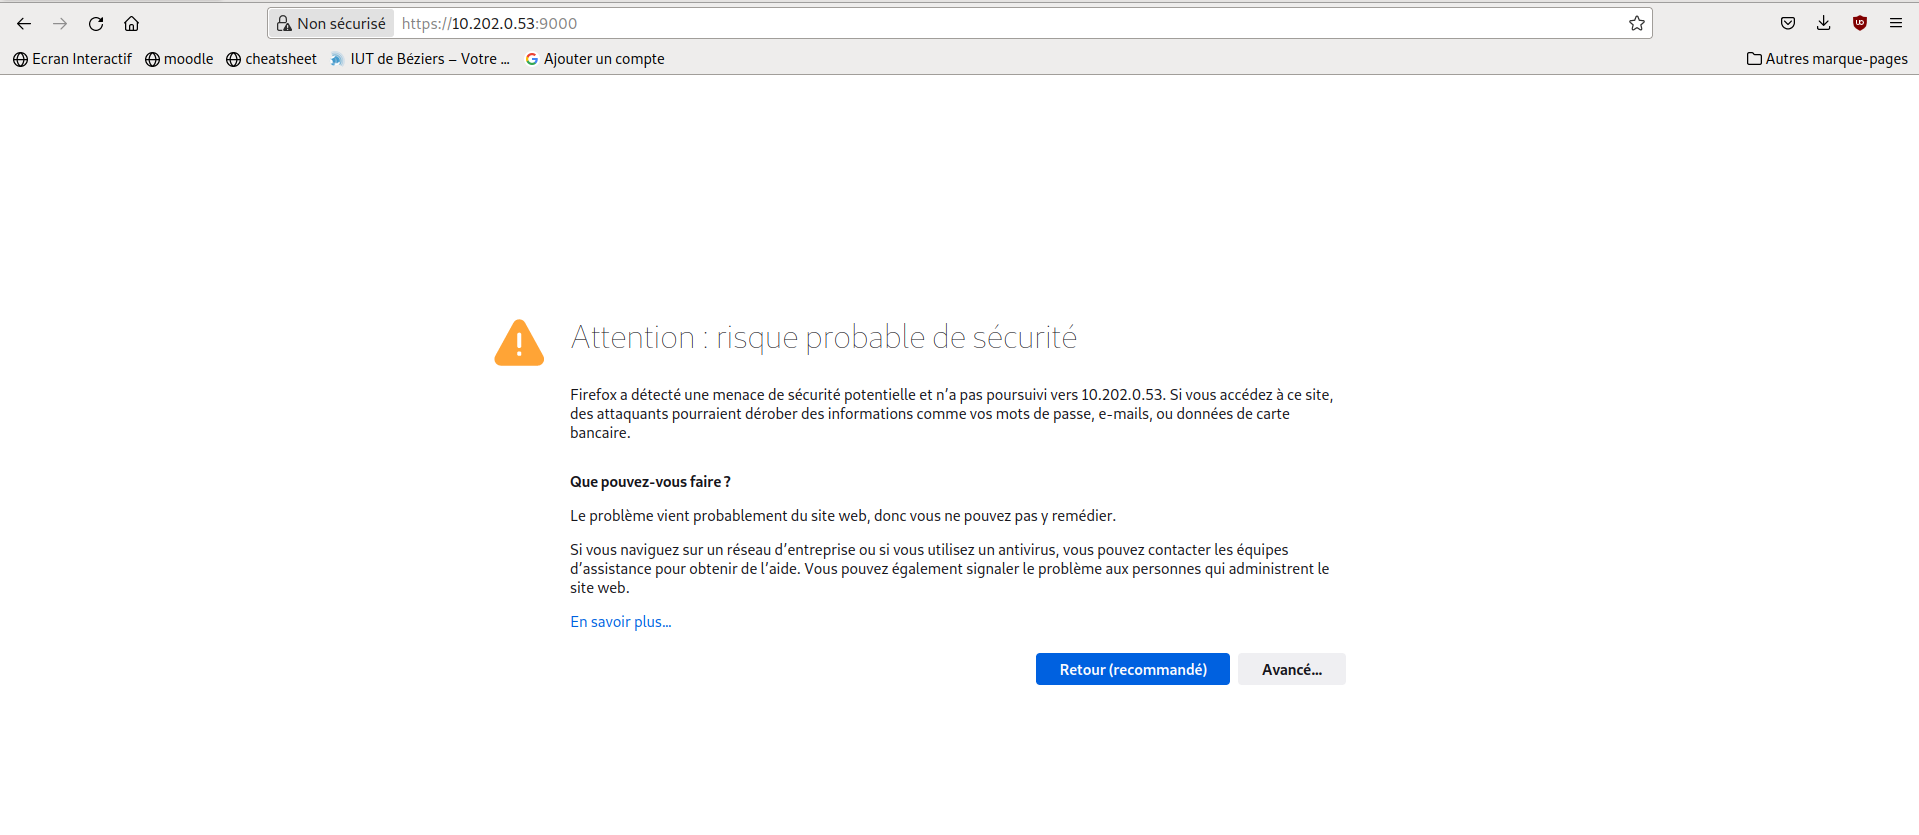 Non sécurisé https://10.202.0.53:9000
Ecran Interactif moodle cheatsheet IUT de Béziers – Votre ... Ajouter un compte Autres marque-pages
Attention : risque probable de sécurité
Firefox a détecté une menace de sécurité potentielle et n’a pas poursuivi vers 10.202.0.53. Si vous accédez à ce site,
des attaquants pourraient dérober des informations comme vos mots de passe, e-mails, ou données de carte
bancaire.
Que pouvez-vous faire ?
Le problème vient probablement du site web, donc vous ne pouvez pas y remédier.
Si vous naviguez sur un réseau d’entreprise ou si vous utilisez un antivirus, vous pouvez contacter les équipes
d’assistance pour obtenir de l’aide. Vous pouvez également signaler le problème aux personnes qui administrent le
site web.
En savoir plus…
Retour (recommandé) Avancé…